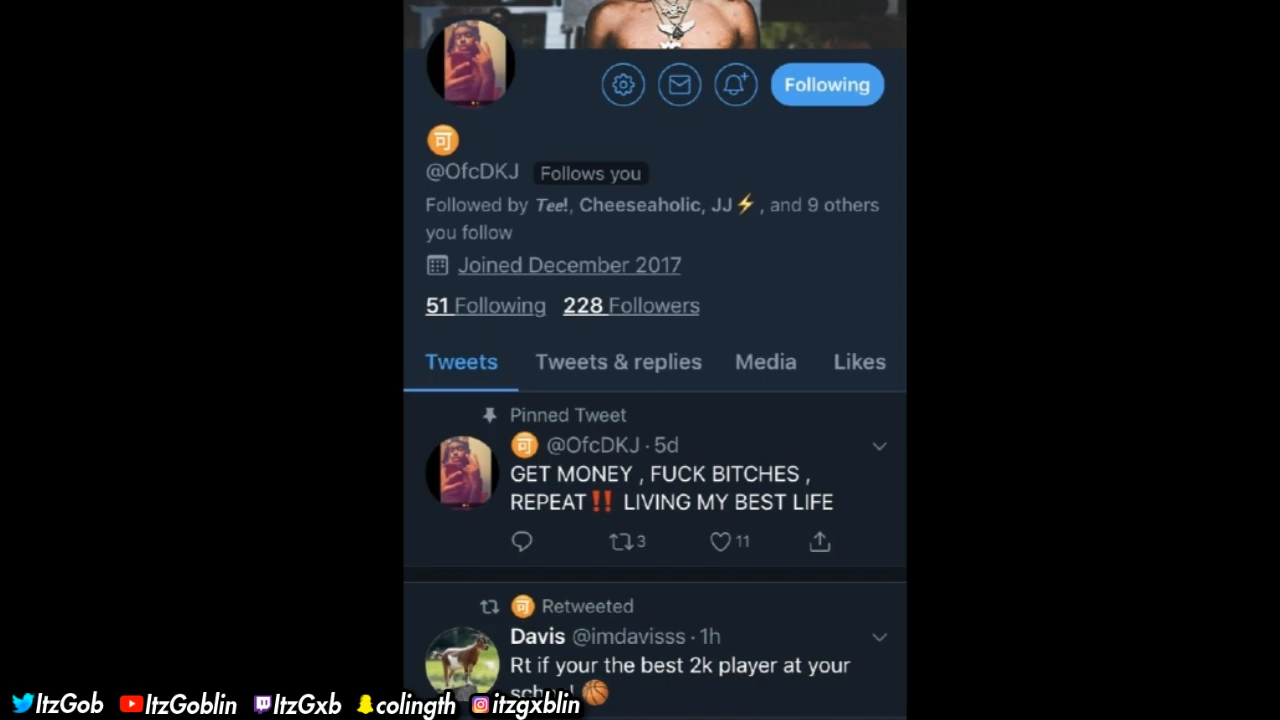 Following
🉑
@OfcDKJ Follows you
Followed by Tee!, Cheeseaholic, JJ⚡, and 9 others
you follow
Joined December 2017
51 Following 228 Followers
Tweets Tweets & replies Media Likes
Pinned Tweet
🉑 @OfcDKJ · 5d
GET MONEY , FUCK BITCHES ,
REPEAT‼️ LIVING MY BEST LIFE
3 11
🉑 Retweeted
Davis @imdavisss · 1h
Rt if your the best 2k player at your
school 🏀
ItzGob ItzGoblin ItzGxb colingth itzgxblin